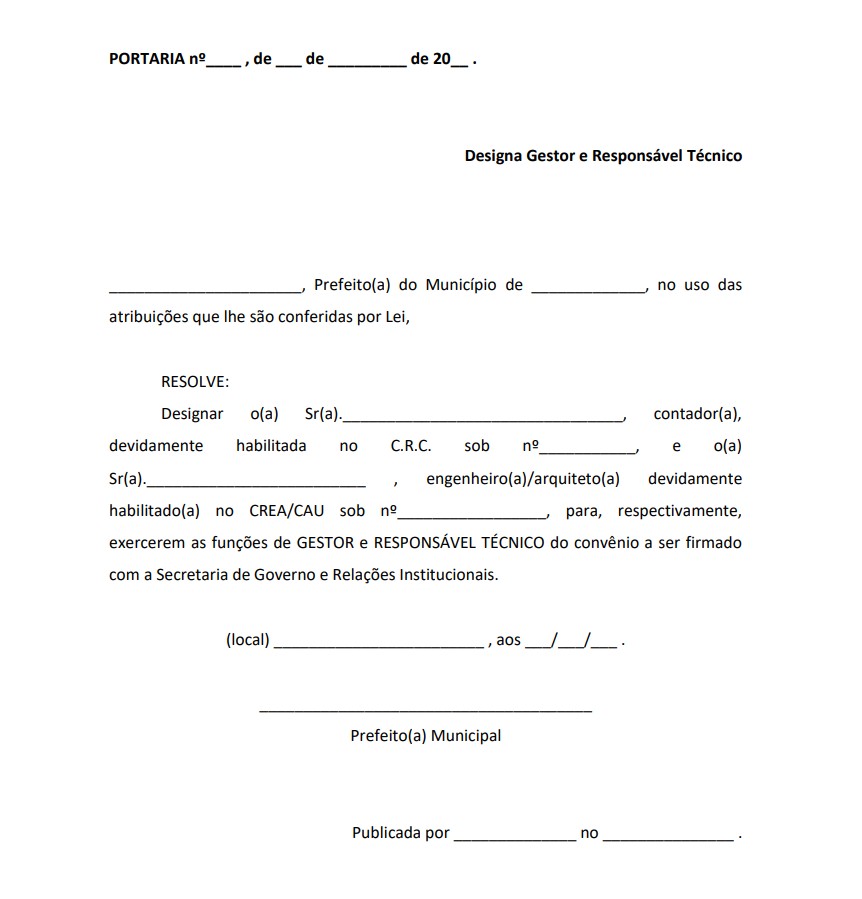 PORTARIA nº____ , de ___ de _________ de 20__ .
Designa Gestor e Responsável Técnico
______________________, Prefeito(a) do Município de _____________, no uso das
atribuições que lhe são conferidas por Lei,
RESOLVE:
Designar o(a) Sr(a).________________________________, contador(a),
devidamente habilitada no C.R.C. sob nº___________, e o(a)
Sr(a)._________________________ , engenheiro(a)/arquiteto(a) devidamente
habilitado(a) no CREA/CAU sob nº_________________, para, respectivamente,
exercerem as funções de GESTOR e RESPONSÁVEL TÉCNICO do convênio a ser firmado
com a Secretaria de Governo e Relações Institucionais.
(local) ________________________ , aos ___/___/___ .
______________________________________
Prefeito(a) Municipal
Publicada por ______________ no _______________ .